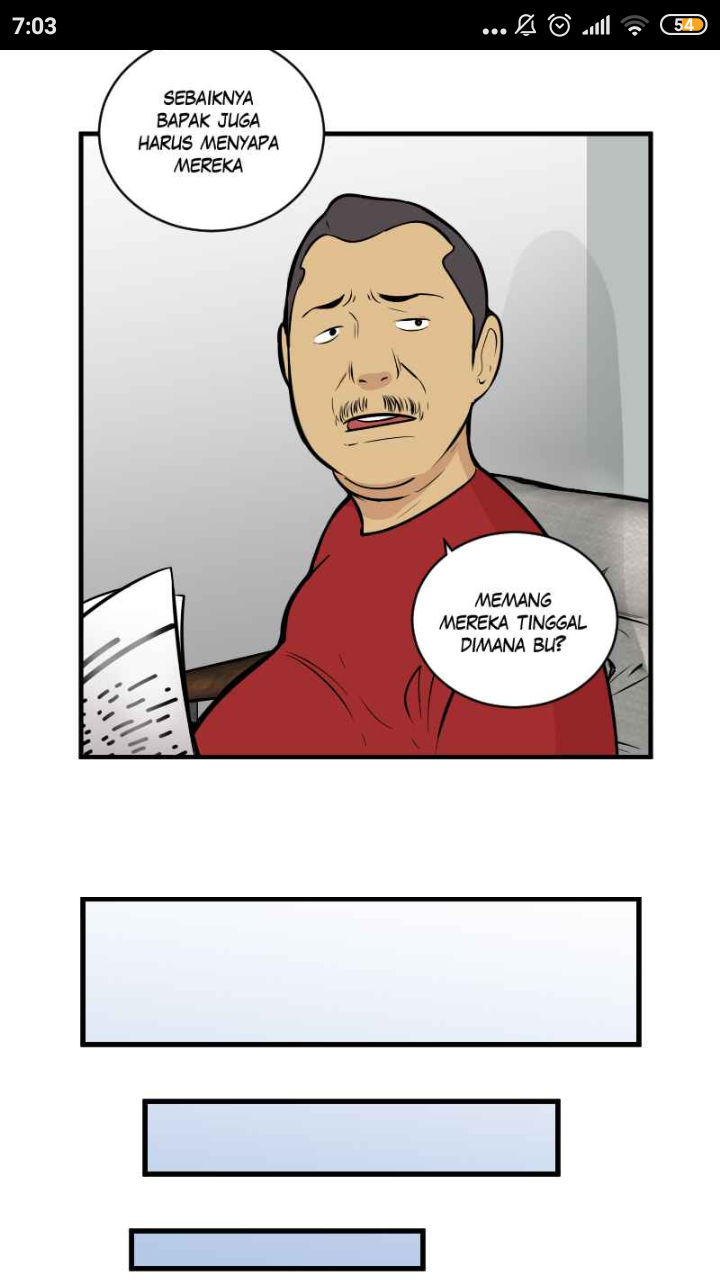 7:03
54
SEBAIKNYA
BAPAK JUGA
HARUS MENYAPA
MEREKA
MEMANG
MEREKA TINGGAL
DIMANA BU?